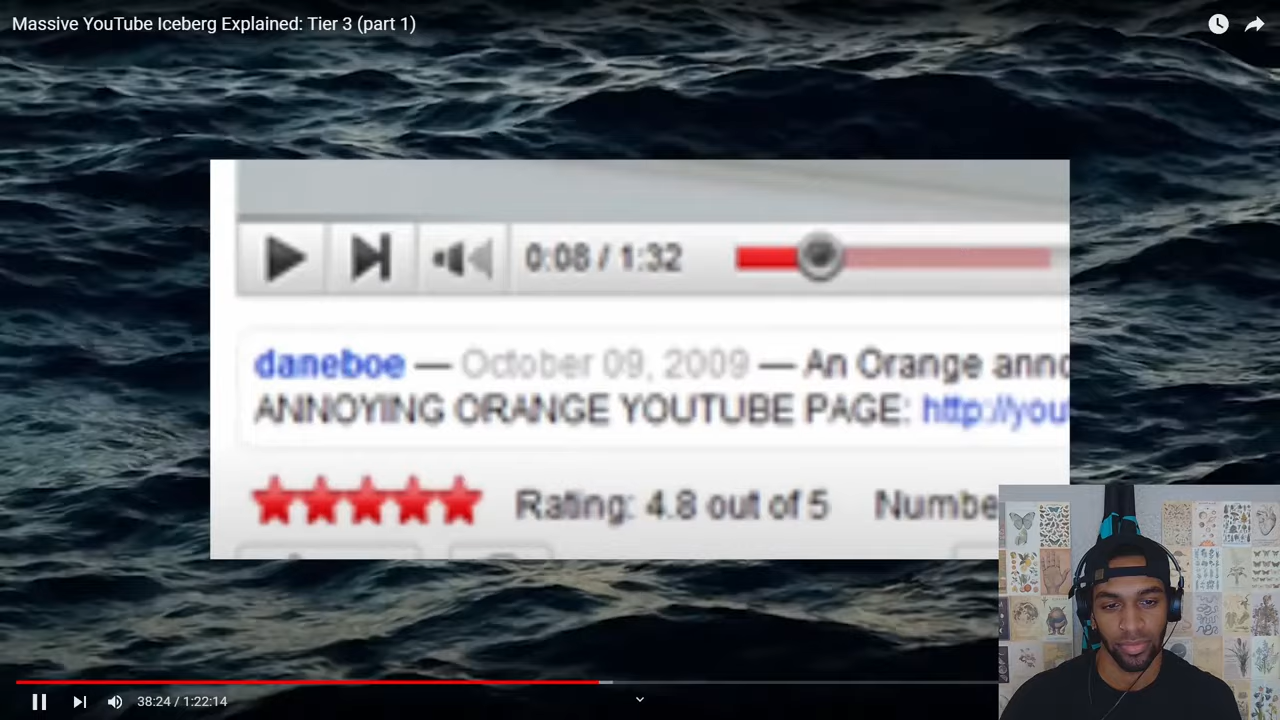 Massive YouTube Iceberg Explained: Tier 3 (part 1)
0:08 / 1:32
daneboe — October 09, 2009 — An Orange anno
ANNOYING ORANGE YOUTUBE PAGE: http://you
Rating: 4.8 out of 5 Numbe
38:24 / 1:22:14